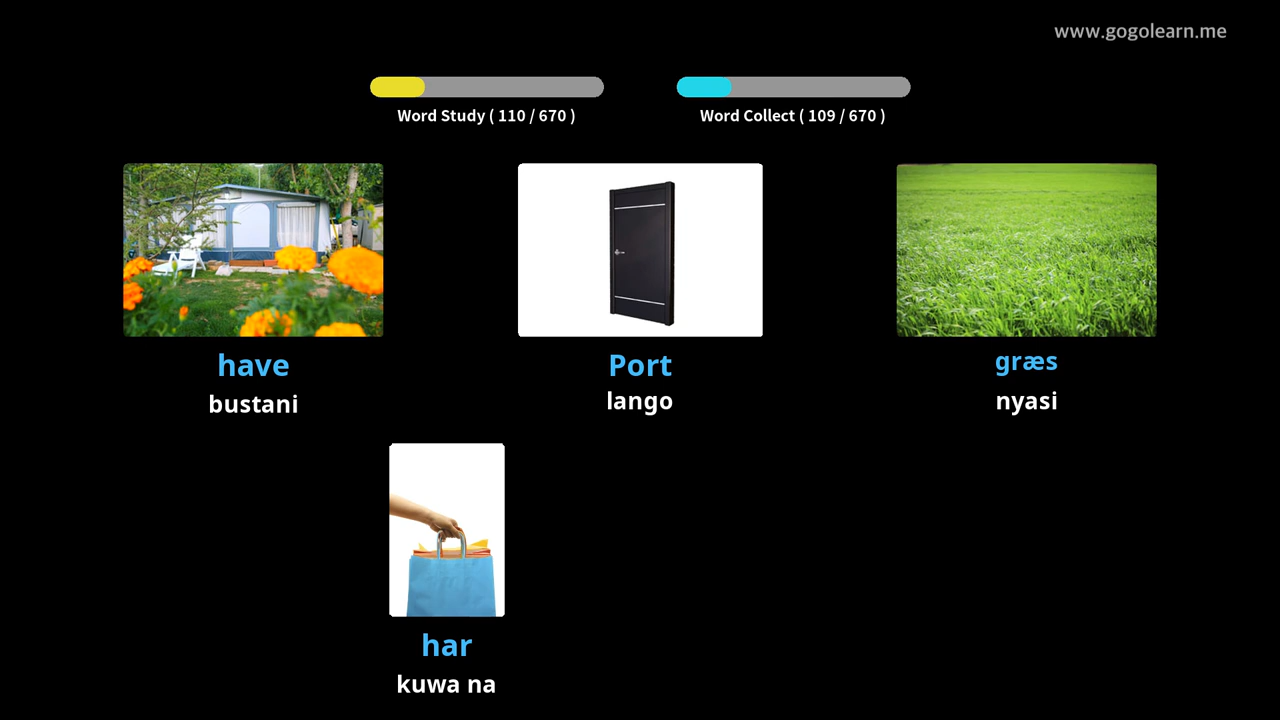 www.gogolearn.me
Word Study ( 110 / 670 )
Word Collect ( 109 / 670 )
have
bustani
Port
lango
græs
nyasi
har
kuwa na